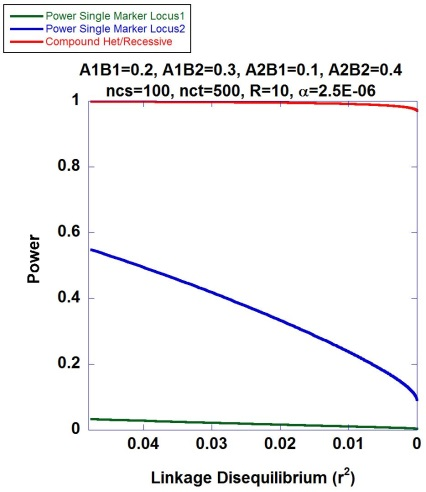 Power Single Marker Locus1
Power Single Marker Locus2
Compound Het/Recessive
A1B1=0.2, A1B2=0.3, A2B1=0.1, A2B2=0.4
ncs=100, nct=500, R=10, α=2.5E-06
1
0.8
0.6
0.4
0.2
0
Power
0.04 0.03 0.02 0.01 0
Linkage Disequilibrium (r²)